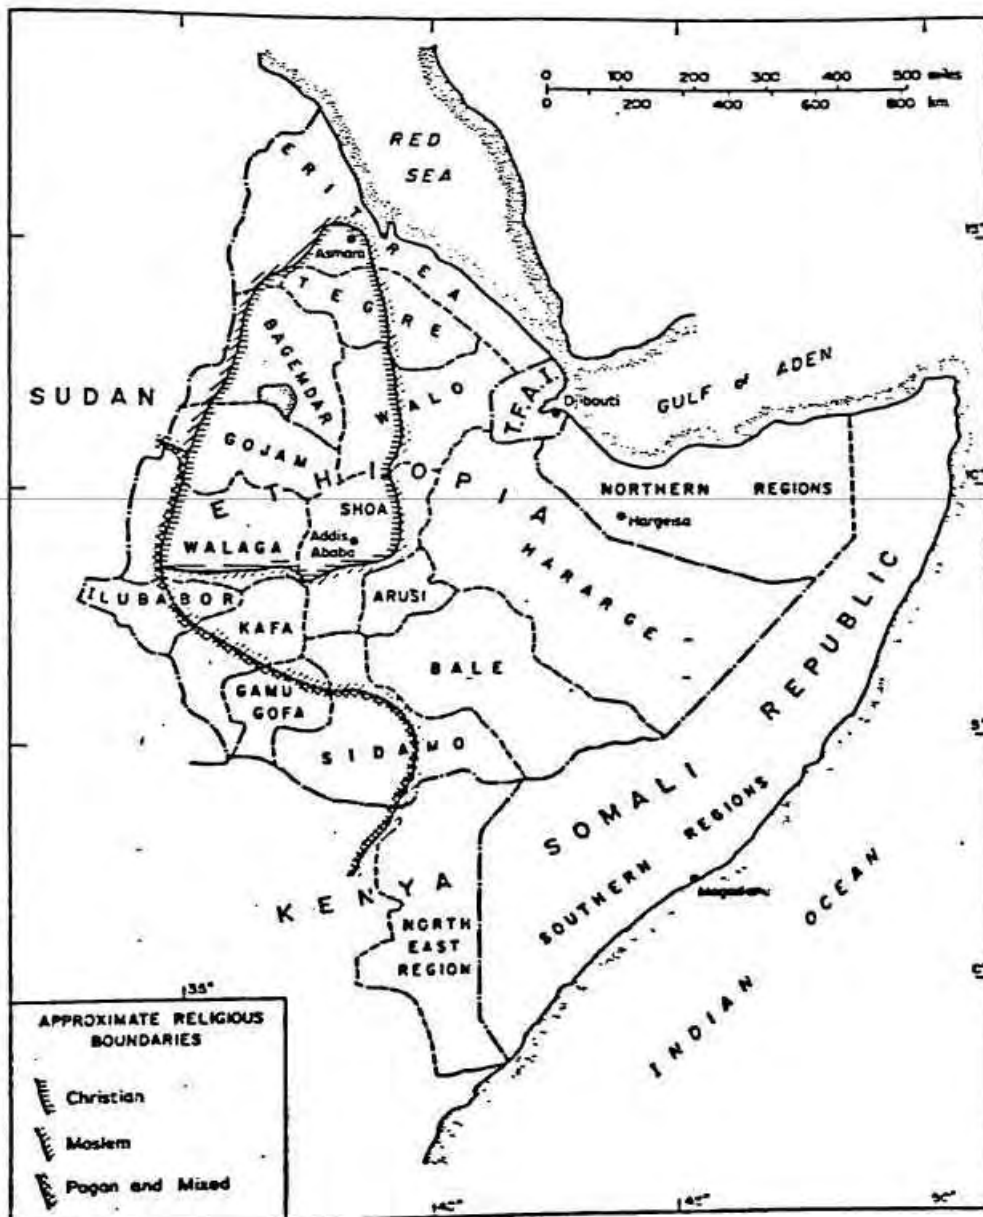 0 100 200 300 400 500 miles
0 200 400 600 800 km
RED
SEA
ERITREA
Asmara
TEGRE
BAGEMDAR
SUDAN
WALO
T.F.A.I.
Djibouti
GULF of ADEN
GOJAM
ETHIOPIA
SHOA
NORTHERN REGIONS
Hargeisa
WALAGA
Addis
Ababa
HARARGE
ILUBABOR
ARUSI
KAFA
BALE
GAMU
GOFA
SIDAMO
SOMALI REPUBLIC
SOUTHERN REGIONS
KENYA
NORTH
EAST
REGION
INDIAN OCEAN
35°
APPROXIMATE RELIGIOUS
BOUNDARIES
Christian
Moslem
Pagan and Mixed